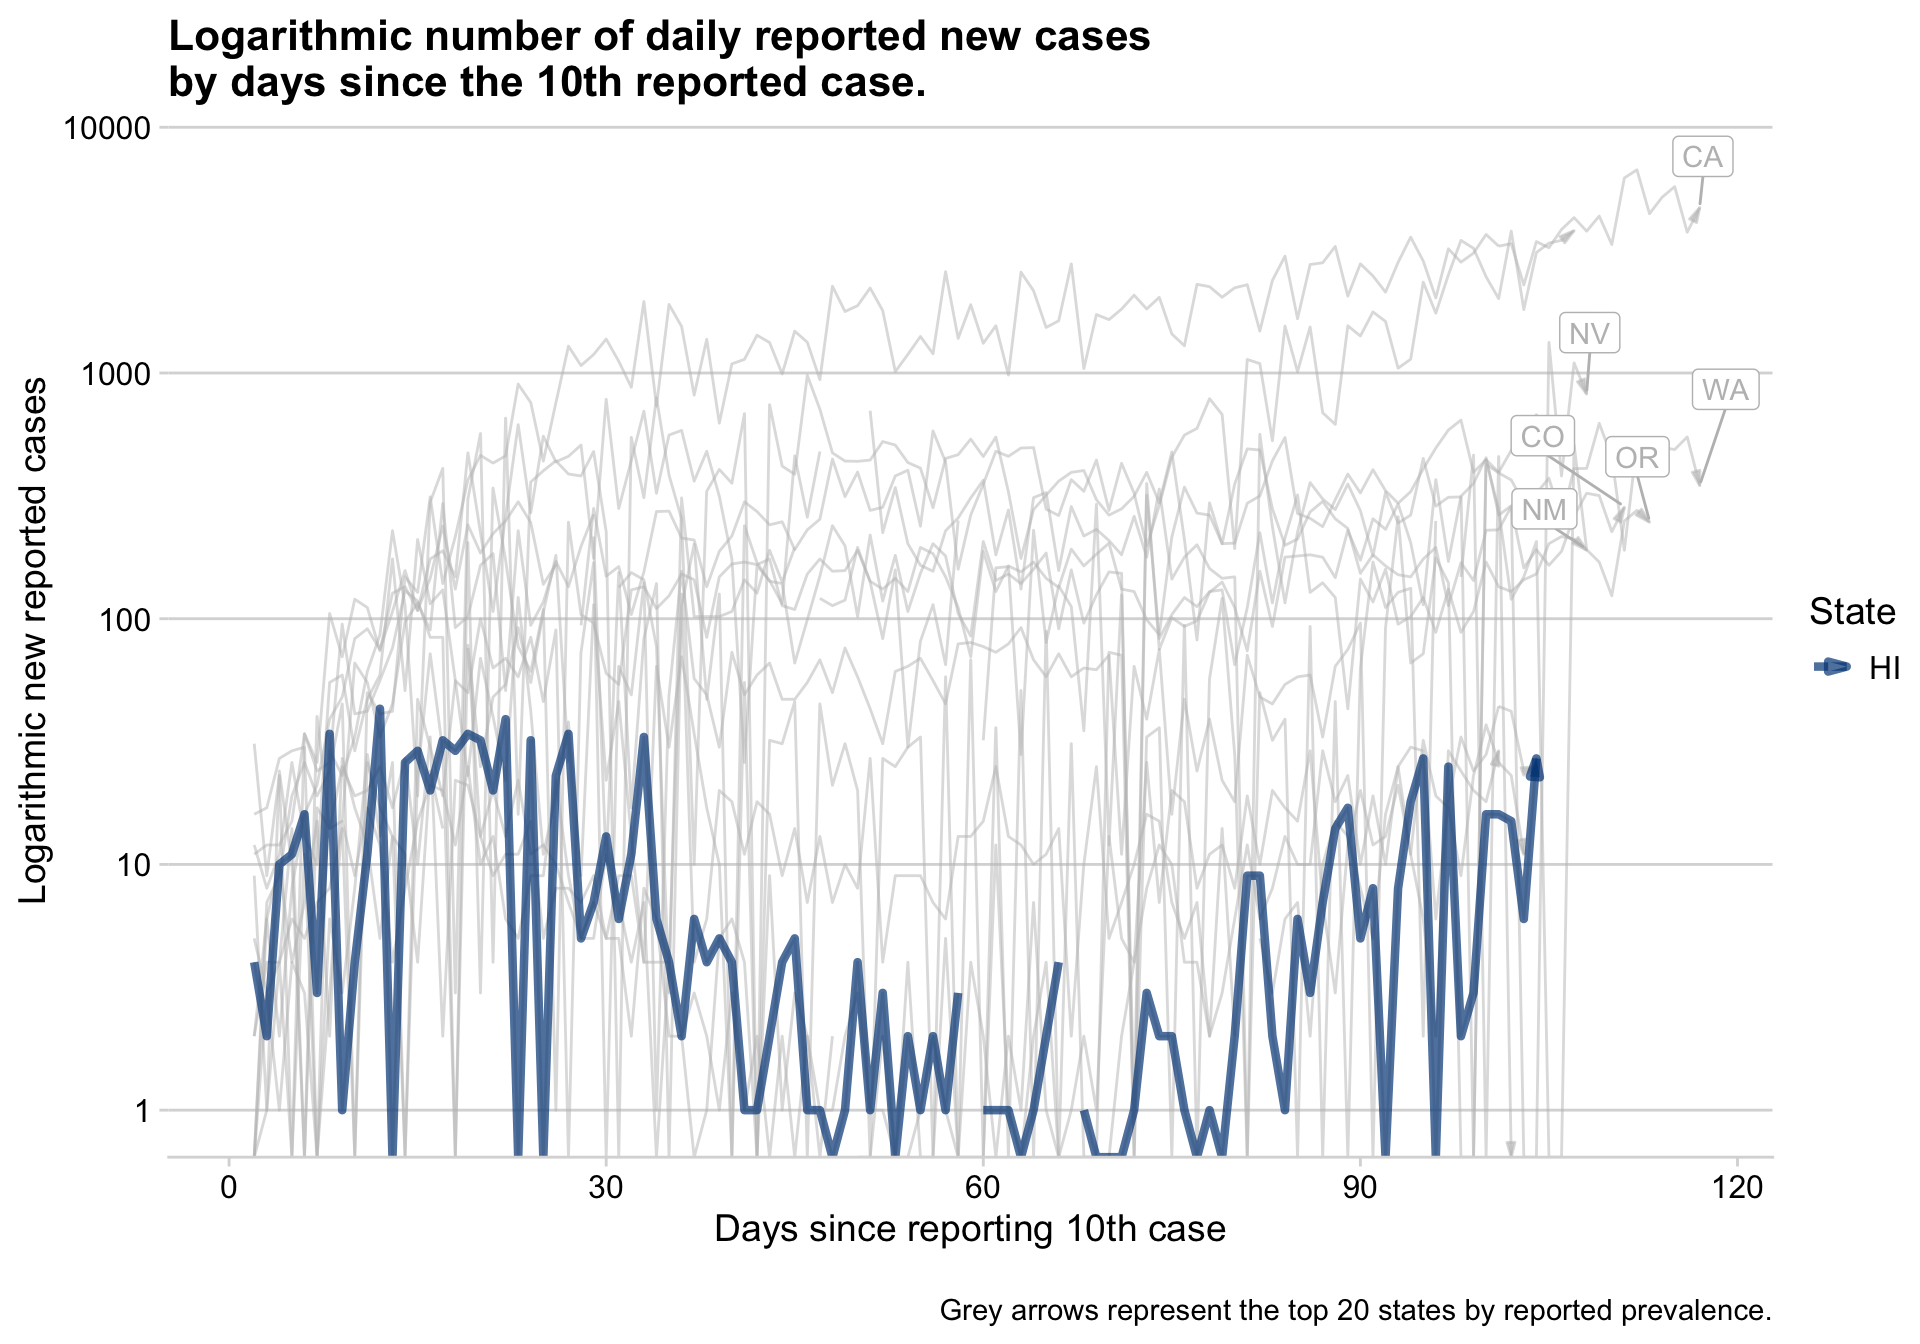 Logarithmic number of daily reported new cases
by days since the 10th reported case.
10000
1000
100
10
1
Logarithmic new reported cases
CA
NV
WA
CO
OR
NM
State
HI
0
30
60
90
120
Days since reporting 10th case
Grey arrows represent the top 20 states by reported prevalence.